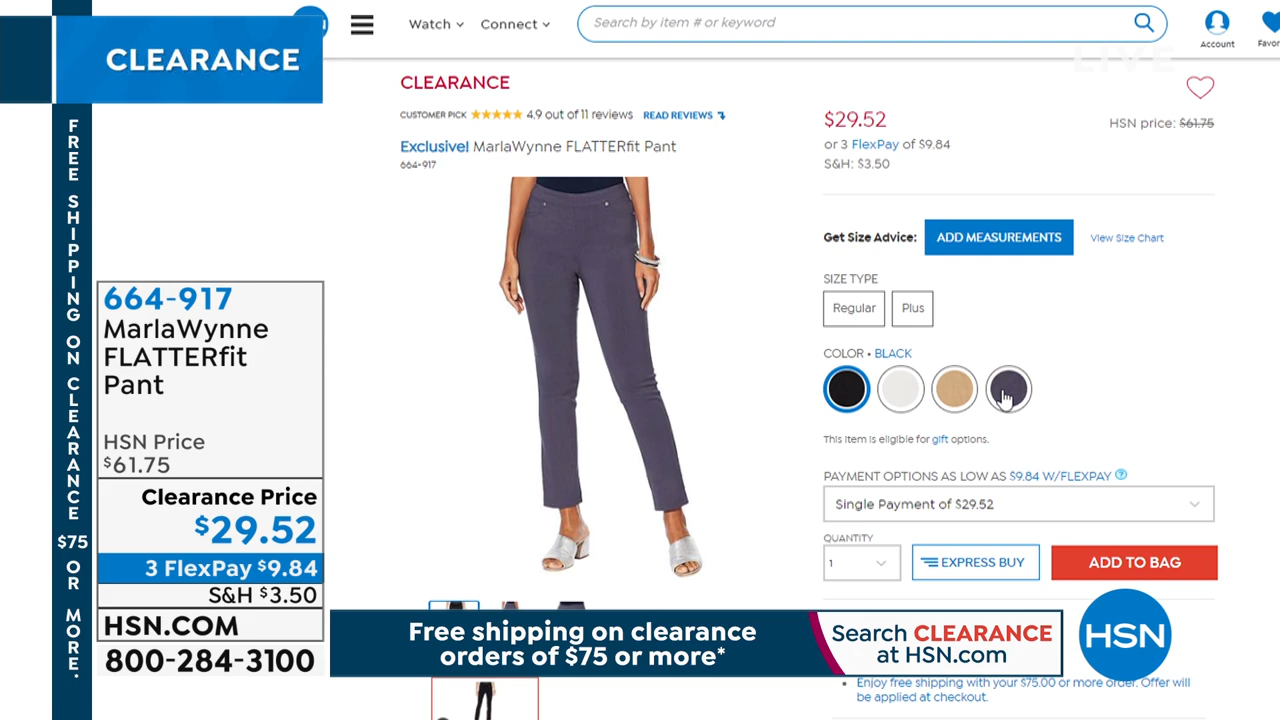 CLEARANCE
FREE SHIPPING ON CLEARANCE $75 OR MORE.
664-917
MarlaWynne
FLATTERfit
Pant
HSN Price
$61.75
Clearance Price
$29.52
3 FlexPay $9.84
S&H $3.50
HSN.COM
800-284-3100
Watch
Connect
Search by item # or keyword
Account
LIVE
CLEARANCE
CUSTOMER PICK 4.9 out of 11 reviews READ REVIEWS
Exclusive! MarlaWynne FLATTERfit Pant
664-917
$29.52
HSN price: $61.75
or 3 FlexPay of $9.84
S&H: $3.50
Get Size Advice: ADD MEASUREMENTS View Size Chart
SIZE TYPE
Regular Plus
COLOR • BLACK
This item is eligible for gift options.
PAYMENT OPTIONS AS LOW AS $9.84 W/FLEXPAY ?
Single Payment of $29.52
QUANTITY
1 EXPRESS BUY ADD TO BAG
Free shipping on clearance
orders of $75 or more*
Search CLEARANCE
at HSN.com
HSN
• Enjoy free shipping with your $75.00 or more order. Offer will
be applied at checkout.